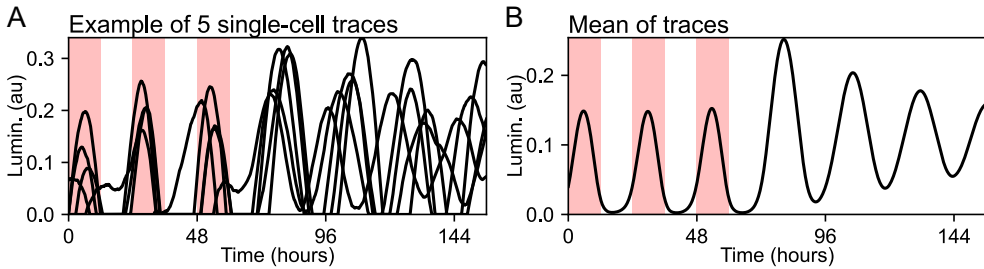 A Example of 5 single-cell traces
Lumin. (au)
0.3
0.2
0.1
0.0
0 48 96 144
Time (hours)
B Mean of traces
Lumin. (au)
0.2
0.1
0.0
0 48 96 144
Time (hours)